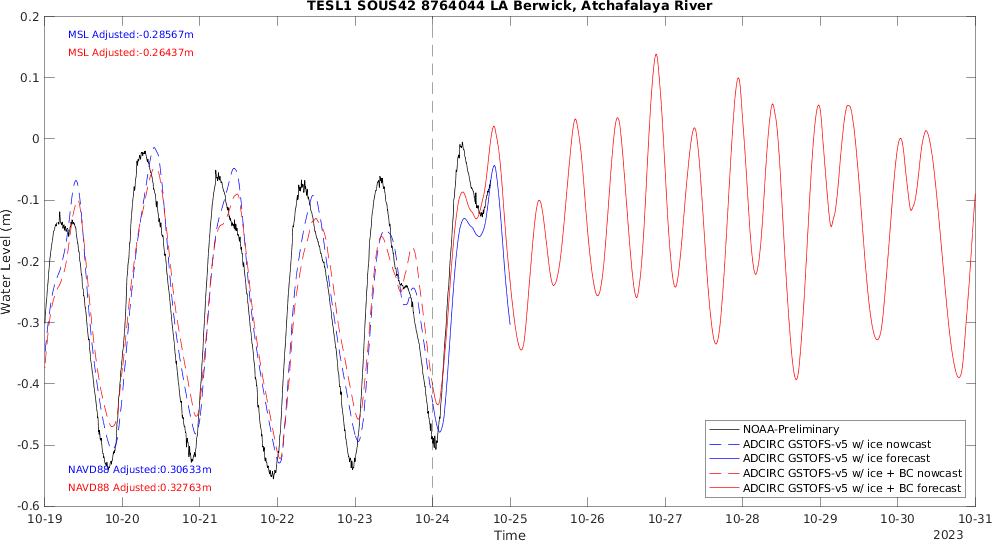 TESL1 SOUS42 8764044 LA Berwick, Atchafalaya River
MSL Adjusted:-0.28567m
MSL Adjusted:-0.26437m
0.2
0.1
0
-0.1
-0.2
-0.3
-0.4
-0.5
-0.6
Water Level (m)
NAVD88 Adjusted:0.30633m
NAVD88 Adjusted:0.32763m
NOAA-Preliminary
ADCIRC GSTOFS-v5 w/ ice nowcast
ADCIRC GSTOFS-v5 w/ ice forecast
ADCIRC GSTOFS-v5 w/ ice + BC nowcast
ADCIRC GSTOFS-v5 w/ ice + BC forecast
10-19 10-20 10-21 10-22 10-23 10-24 10-25 10-26 10-27 10-28 10-29 10-30 10-31
Time
2023